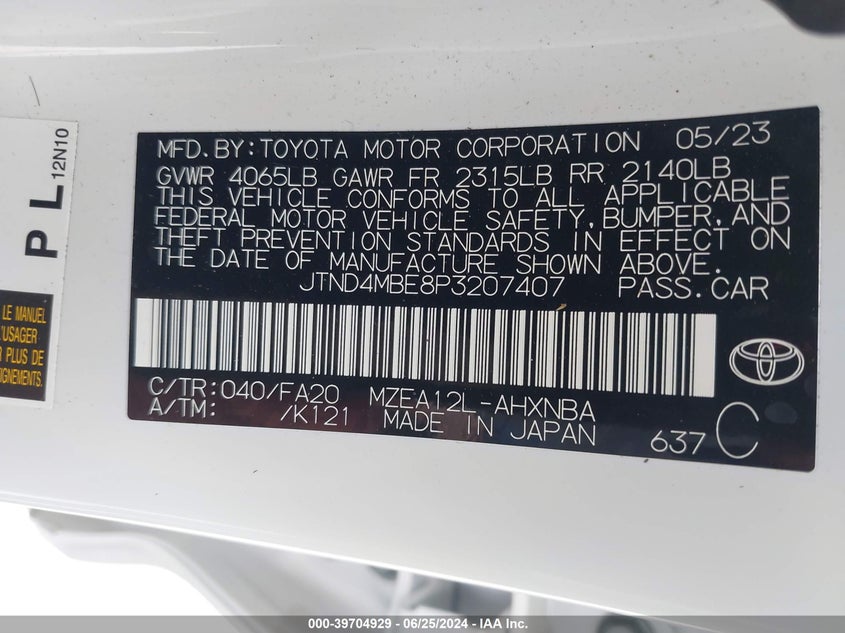 MFD. BY: TOYOTA MOTOR CORPORATION 05/23
GVWR 4065LB GAWR FR 2315LB RR 2140LB
THIS VEHICLE CONFORMS TO ALL APPLICABLE
FEDERAL MOTOR VEHICLE SAFETY, BUMPER, AND
THEFT PREVENTION STANDARDS IN EFFECT ON
THE DATE OF MANUFACTURE SHOWN ABOVE.
JTND4MBE8P3207407 PASS. CAR
C/TR: 040/FA20 MZEA12L-AHXNBA
A/TM: /K121 MADE IN JAPAN 637 C
P L
12N10
LE MANUEL
L'USAGER
PLUS DE
000-39704929 - 06/25/2024 - IAA Inc.